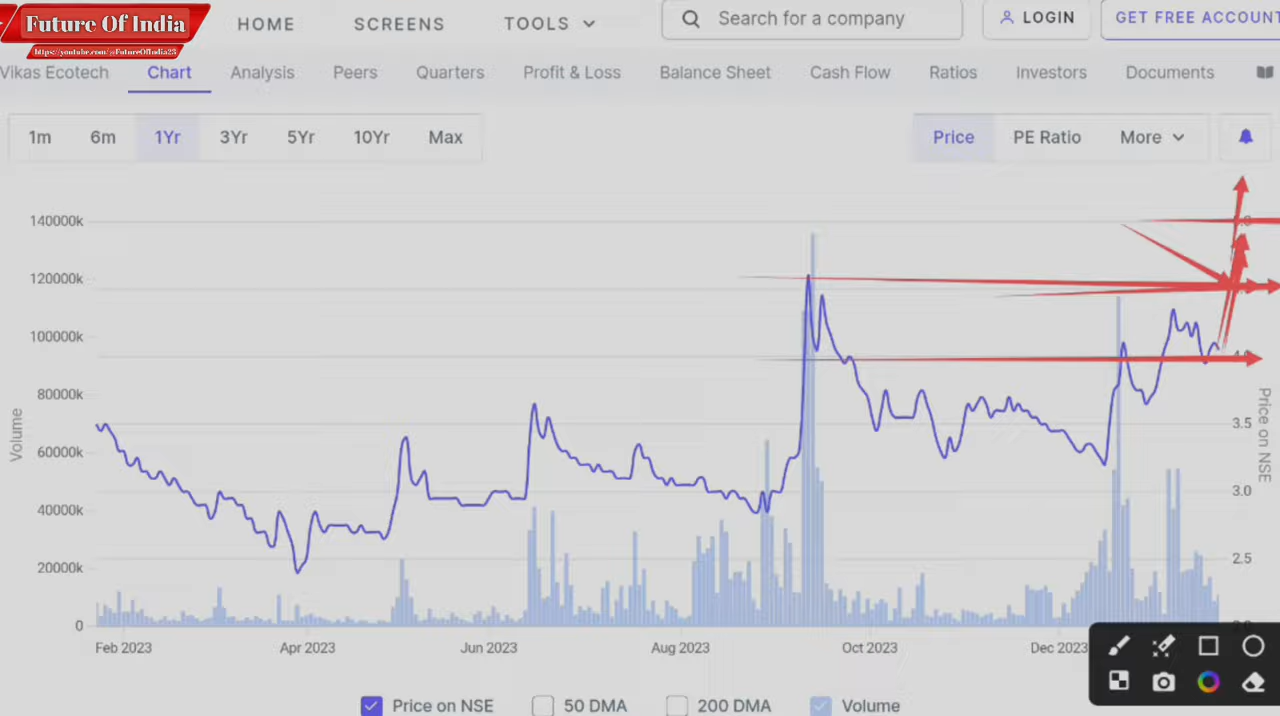 Future Of India
https://youtube.com/@FutureOfIndia23
HOME SCREENS TOOLS Search for a company LOGIN GET FREE ACCOUNT
Vikas Ecotech Chart Analysis Peers Quarters Profit & Loss Balance Sheet Cash Flow Ratios Investors Documents
1m 6m 1Yr 3Yr 5Yr 10Yr Max Price PE Ratio More
140000k
120000k
100000k
80000k
60000k
40000k
20000k
0
Volume
3.5
3.0
2.5
Price on NSE
Feb 2023 Apr 2023 Jun 2023 Aug 2023 Oct 2023 Dec 2023
Price on NSE 50 DMA 200 DMA Volume